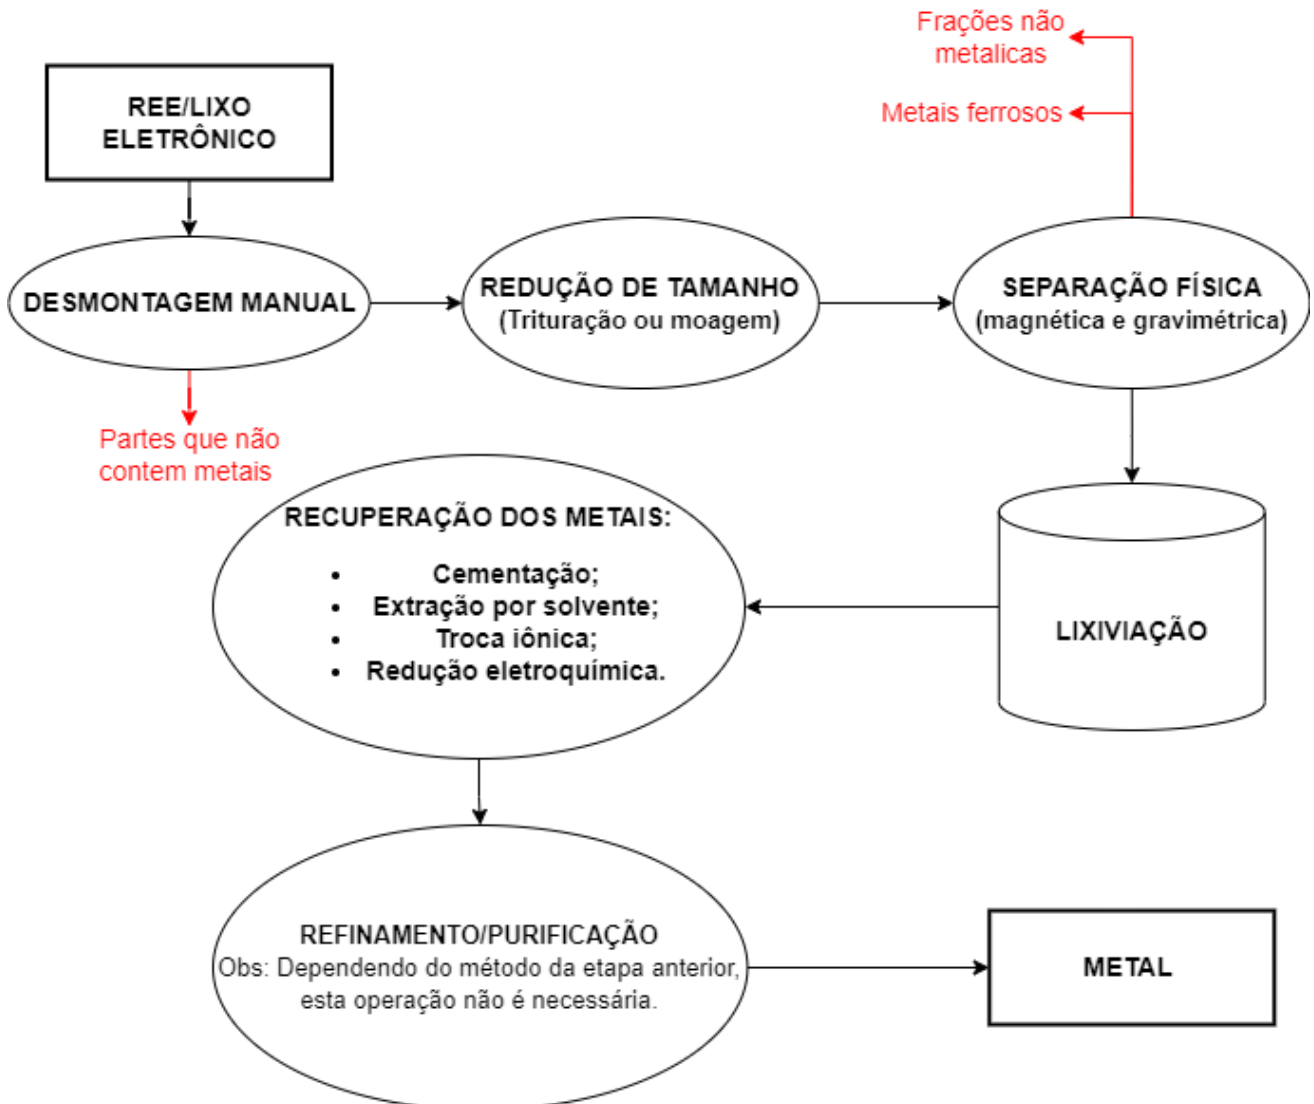 Frações não
metalicas
Metais ferrosos
REE/LIXO
ELETRÔNICO
DESMONTAGEM MANUAL
REDUÇÃO DE TAMANHO
(Trituração ou moagem)
SEPARAÇÃO FÍSICA
(magnética e gravimétrica)
Partes que não
contem metais
RECUPERAÇÃO DOS METAIS:
• Cementação;
• Extração por solvente;
• Troca iônica;
• Redução eletroquímica.
LIXIVIAÇÃO
REFINAMENTO/PURIFICAÇÃO
Obs: Dependendo do método da etapa anterior,
esta operação não é necessária.
METAL